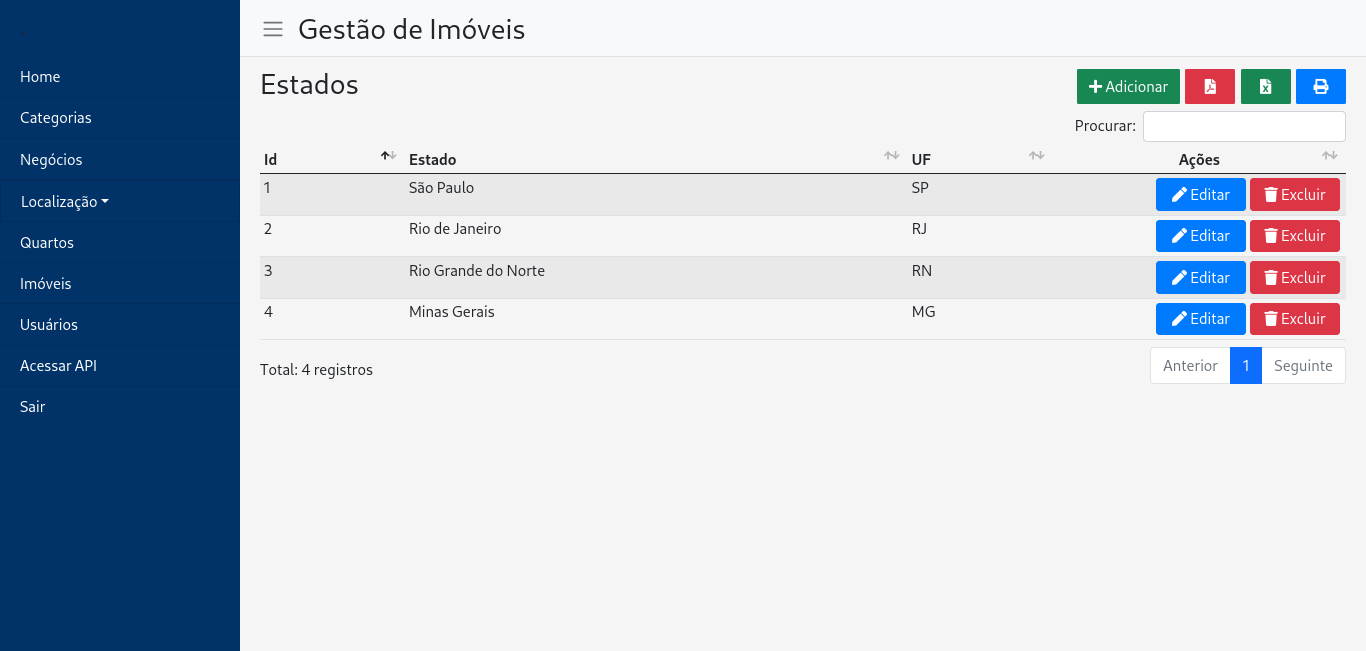 Gestão de Imóveis
Home
Categorias
Negócios
Localização
Quartos
Imóveis
Usuários
Acessar API
Sair
Estados
Adicionar
Procurar:
Id Estado UF Ações
1 São Paulo SP Editar Excluir
2 Rio de Janeiro RJ Editar Excluir
3 Rio Grande do Norte RN Editar Excluir
4 Minas Gerais MG Editar Excluir
Total: 4 registros
Anterior 1 Seguinte